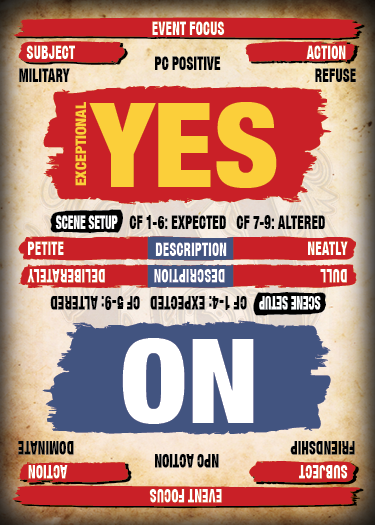 EVENT FOCUS
SUBJECT ACTION
PC POSITIVE
MILITARY REFUSE
EXCEPTIONAL
YES
SCENE SETUP CF 1-6: EXPECTED CF 7-9: ALTERED
PETITE DESCRIPTION NEATLY
EVENT FOCUS
SUBJECT ACTION
NPC ACTION
FRIENDSHIP DOMINATE
NO
SCENE SETUP CF 1-4: EXPECTED CF 5-9: ALTERED
DULL DESCRIPTION DELIBERATELY